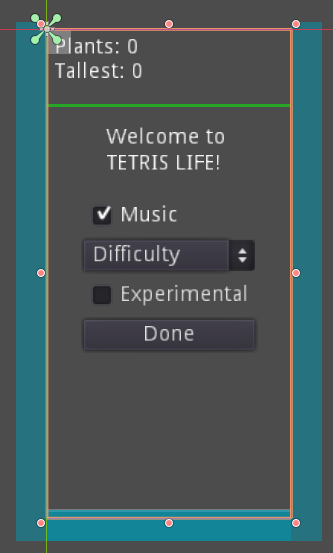 Plants: 0
Tallest: 0
Welcome to
TETRIS LIFE!
Music
Difficulty
Experimental
Done